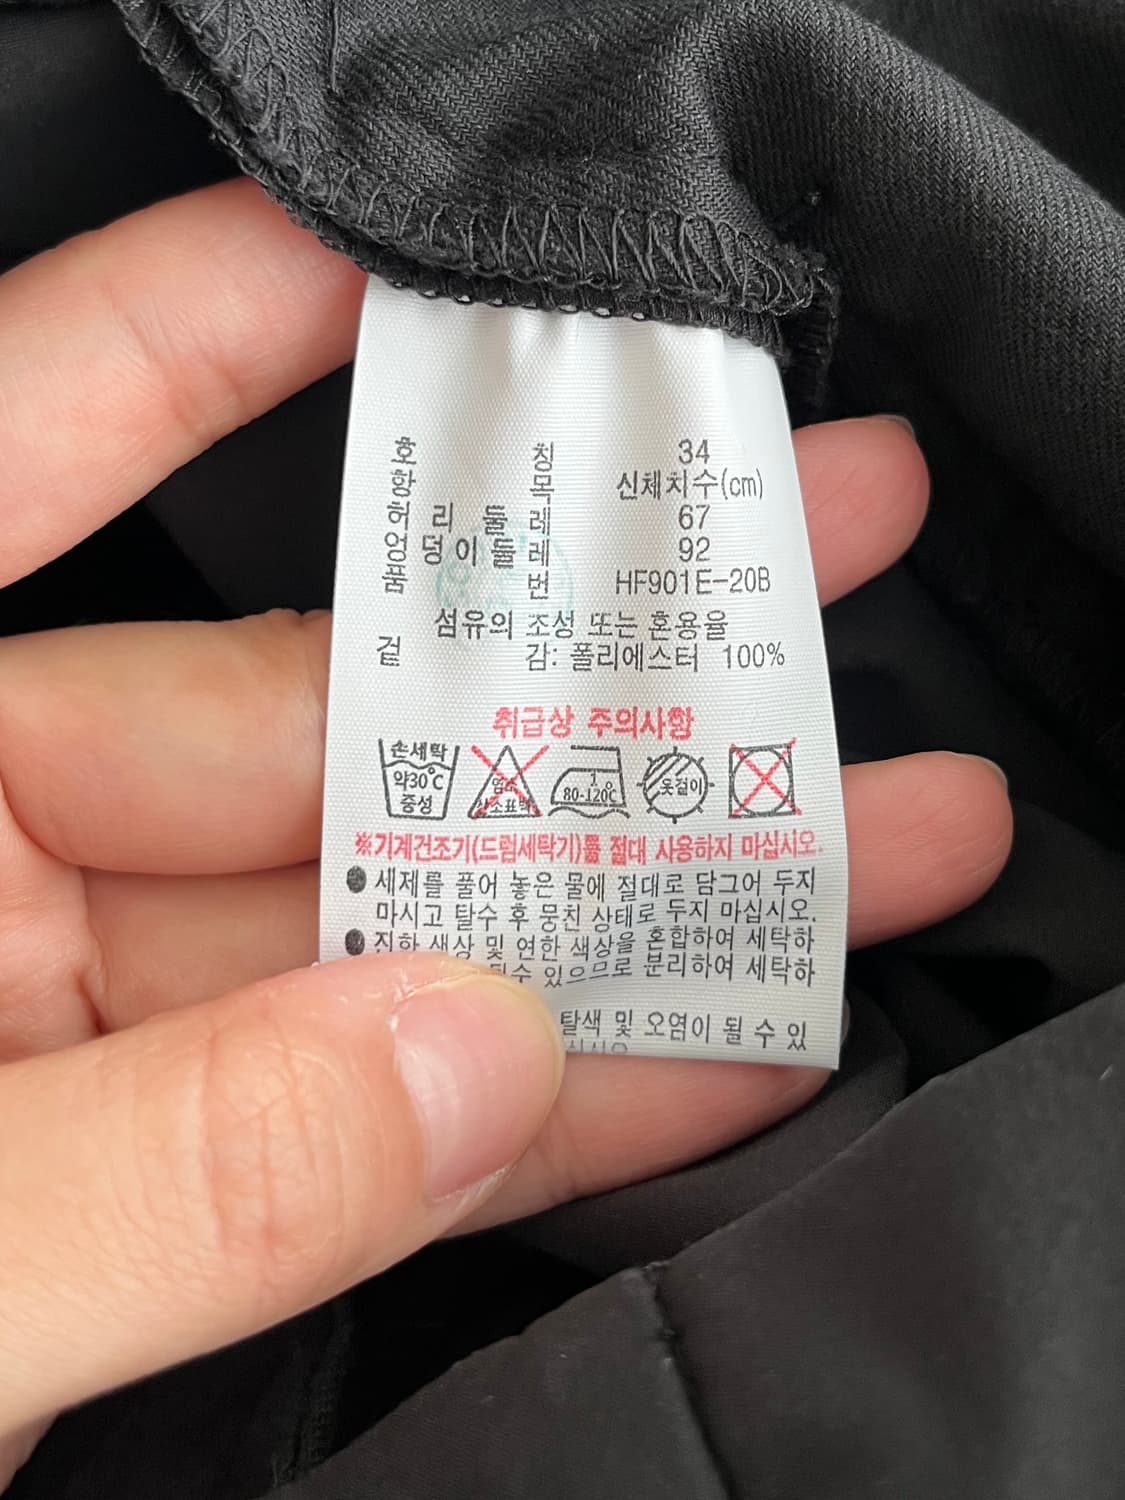 호 칭 34
항 목 신체치수(cm)
허 리 둘 레 67
엉 덩 이 둘 레 92
품 번 HF901E-20B
섬유의 조성 또는 혼용율
겉 감: 폴리에스터 100%
취급상 주의사항
손세탁
약30℃
중성
염소
산소표백
80-120℃
옷걸이
※기계건조기(드럼세탁기)를 절대 사용하지 마십시오.
● 세제를 풀어 놓은 물에 절대로 담그어 두지
마시고 탈수 후 뭉친 상태로 두지 마십시오.
● 진한 색상 및 연한 색상을 혼합하여 세탁하
있으므로 분리하여 세탁하
탈색 및 오염이 될 수 있